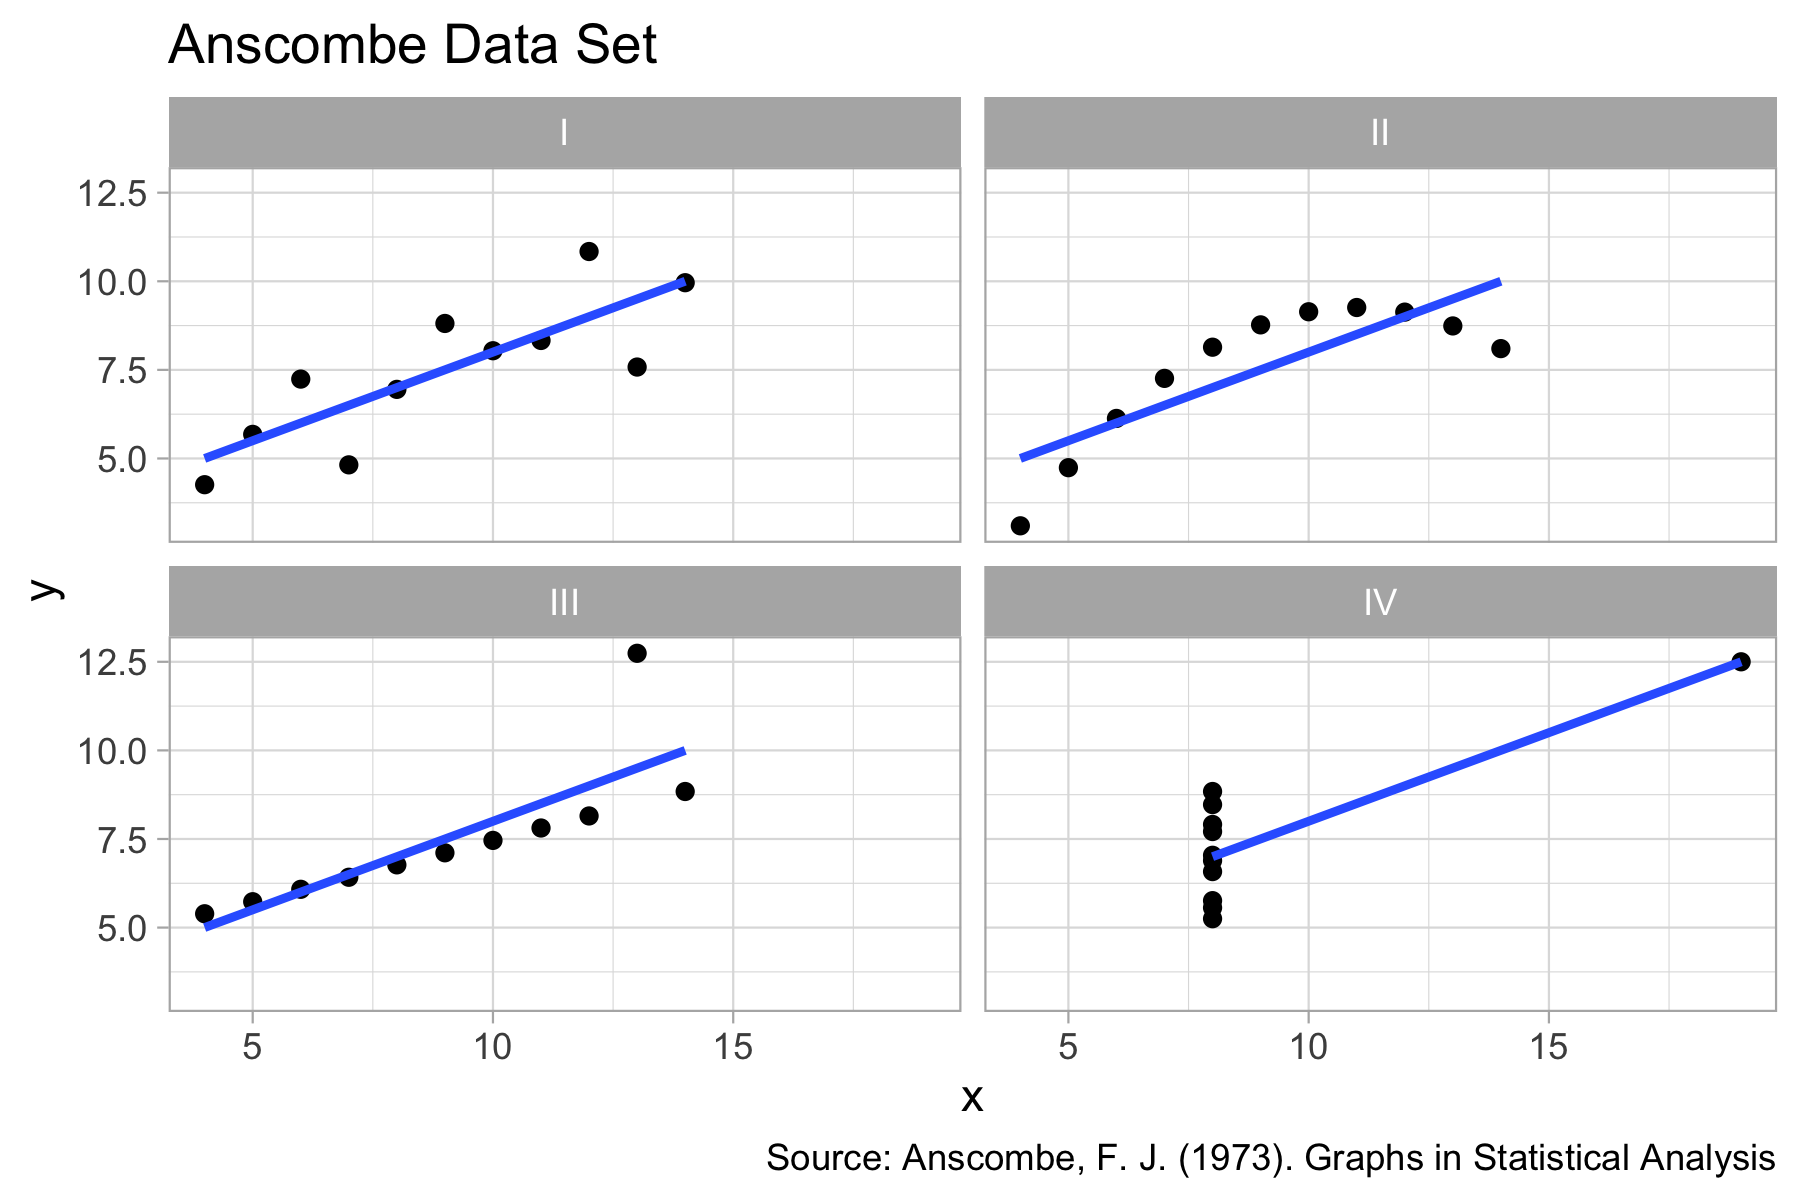 Anscombe Data Set
I
II
12.5
10.0
7.5
5.0
y
III
IV
12.5
10.0
7.5
5.0
5 10 15 5 10 15
x
Source: Anscombe, F. J. (1973). Graphs in Statistical Analysis